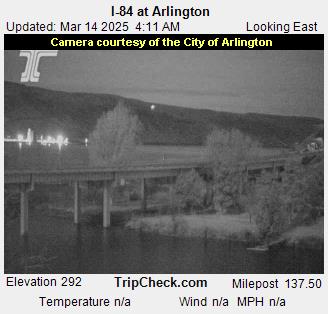 I-84 at Arlington
Updated: Mar 14 2025 4:11 AM Looking East
Camera courtesy of the City of Arlington
Elevation 292 TripCheck.com Milepost 137.50
Temperature n/a Wind n/a MPH n/a